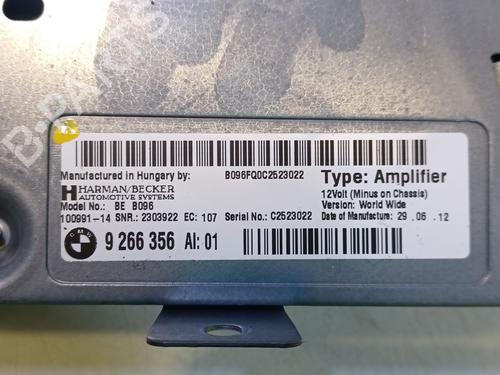 B-PARTS
Manufactured in Hungary by: B096FQ0C2523022 Type: Amplifier
HARMAN/BECKER 12Volt (Minus on Chassis)
AUTOMOTIVE SYSTEMS
Model No.: BE B096 Version: World Wide
100991-14 SNR.: 2303922 EC: 107 Serial No.: C2523022 Date of Manufacture: 29 .06 .12
BMW 9 266 356 AI: 01